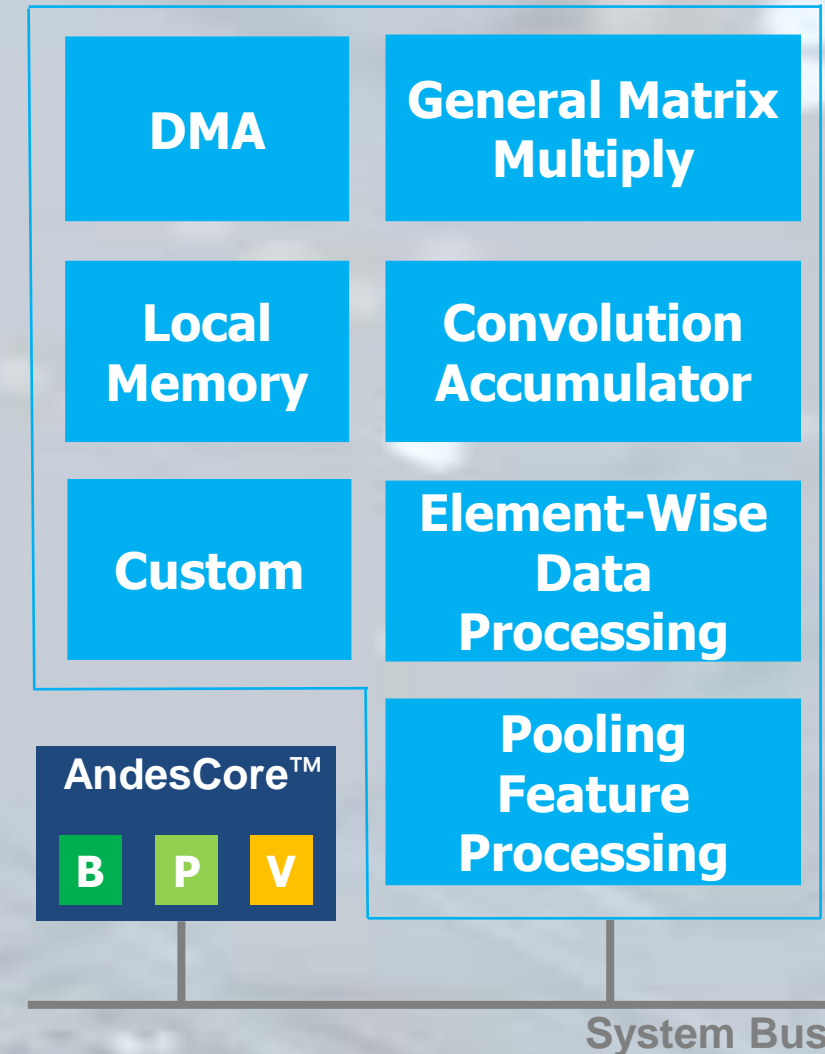 DMA
General Matrix
Multiply
Local
Memory
Convolution
Accumulator
Custom
Element-Wise
Data
Processing
Pooling
Feature
Processing
AndesCore™
B P V
System Bus